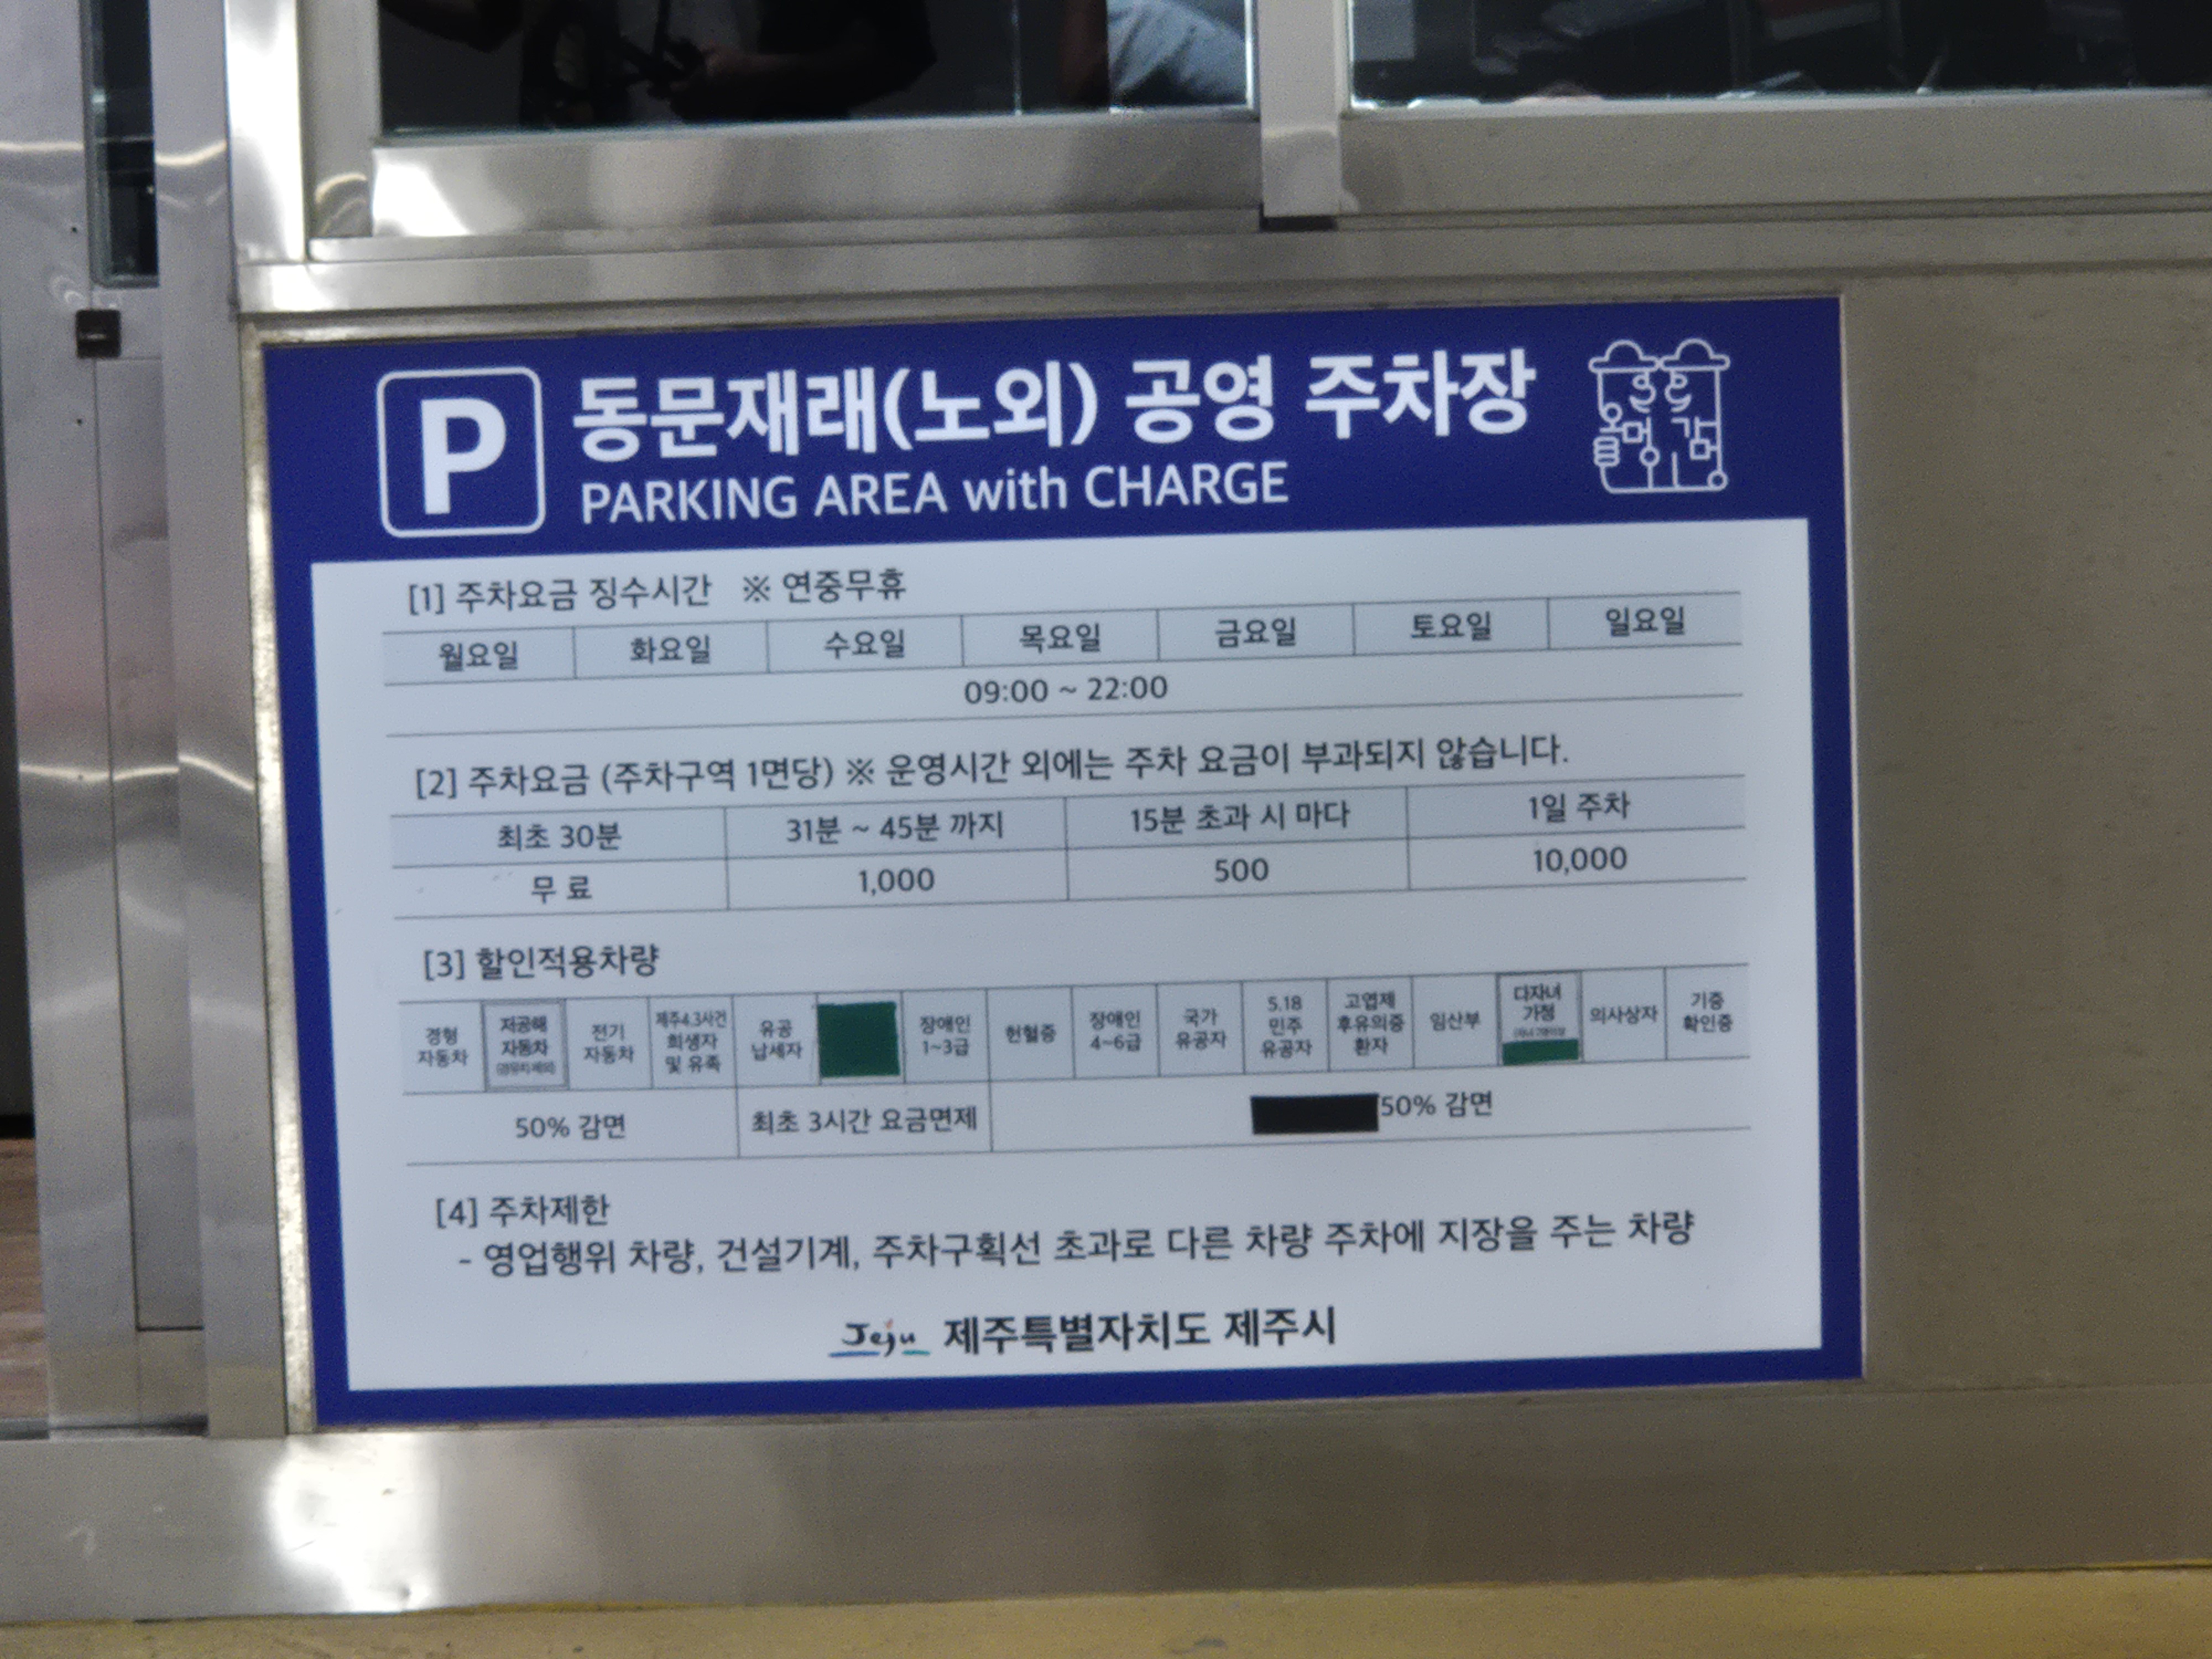 P
동문재래(노외) 공영 주차장
PARKING AREA with CHARGE
[1] 주차요금 징수시간 ※ 연중무휴
월요일 화요일 수요일 목요일 금요일 토요일 일요일
09:00 ~ 22:00
[2] 주차요금 (주차구역 1면당) ※ 운영시간 외에는 주차 요금이 부과되지 않습니다.
최초 30분 31분 ~ 45분 까지 15분 초과 시 마다 1일 주차
무 료 1,000 500 10,000
[3] 할인적용차량
경형
자동차
저공해
자동차
전기
자동차
제주4.3사건
희생자
및 유족
유공
납세자
장애인
1~3급
헌혈증
장애인
4~6급
국가
유공자
5.18
민주
유공자
고엽제
후유의증
환자
임산부
다자녀
가정
의사상자
기증
확인증
50% 감면 최초 3시간 요금면제 50% 감면
[4] 주차제한
- 영업행위 차량, 건설기계, 주차구획선 초과로 다른 차량 주차에 지장을 주는 차량
Jeju 제주특별자치도 제주시